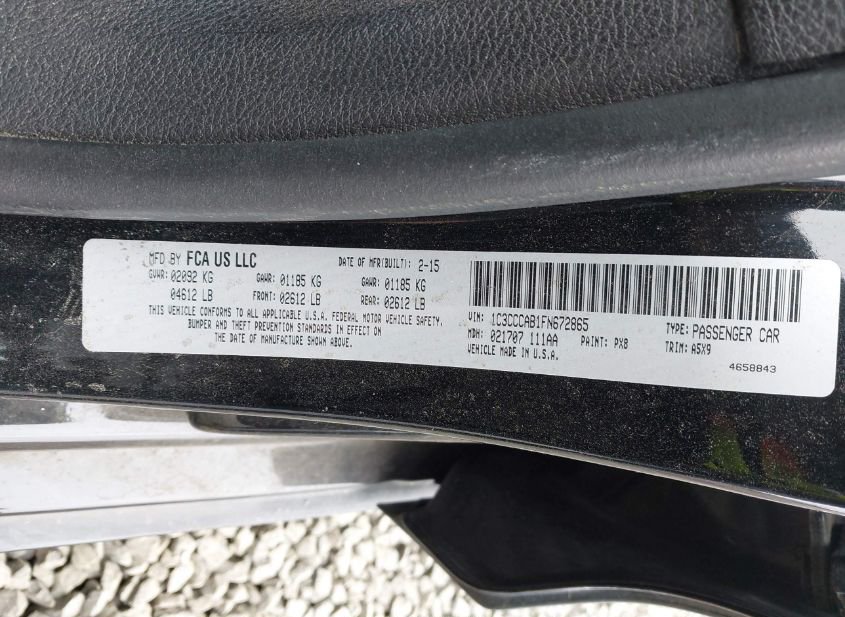 MFD BY FCA US LLC DATE OF MFR(BUILT): 2-15
GVWR: 02092 KG GAWR: 01185 KG GAWR: 01185 KG
04612 LB FRONT: 02612 LB REAR: 02612 LB
THIS VEHICLE CONFORMS TO ALL APPLICABLE U.S.A. FEDERAL MOTOR VEHICLE SAFETY,
BUMPER AND THEFT PREVENTION STANDARDS IN EFFECT ON
THE DATE OF MANUFACTURE SHOWN ABOVE.
VIN: 1C3CCCAB1FN672865 TYPE: PASSENGER CAR
MDH: 021707 111AA PAINT: PX8 TRIM: A5X9
VEHICLE MADE IN U.S.A.
4658843